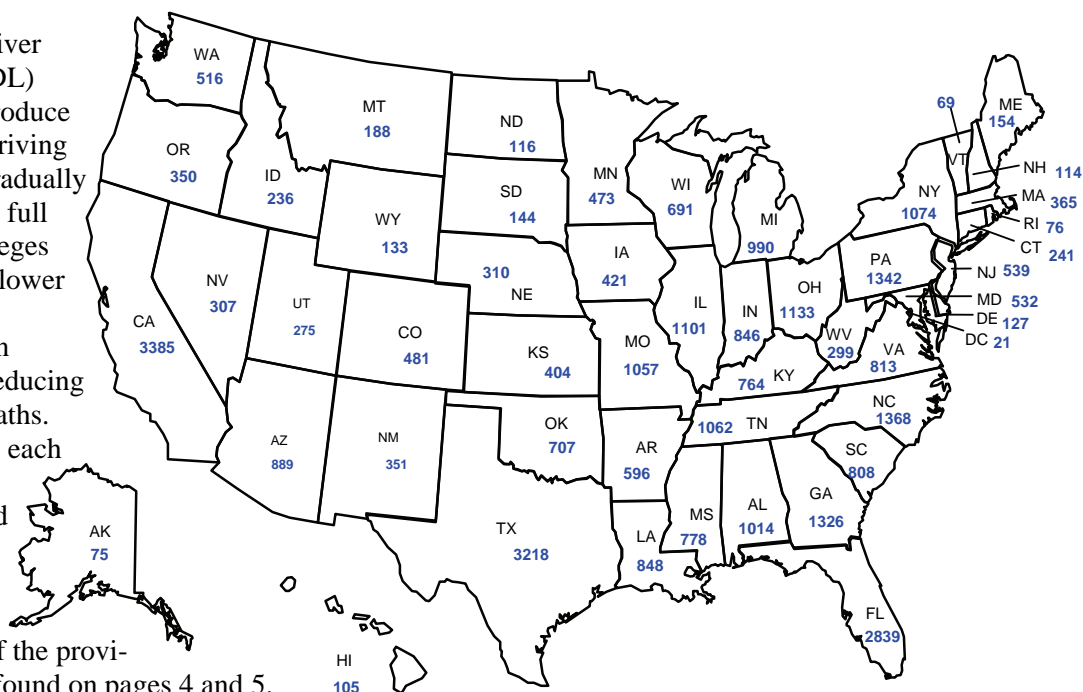 iver
DL)
roduce
riving
radually
full
eges
lower
n
educing
aths.
each
d
f the provi-
found on pages 4 and 5.
WA
516
OR
350
CA
3385
ID
236
NV
307
MT
188
WY
133
UT
275
AZ
889
CO
481
NM
351
ND
116
SD
144
310
NE
KS
404
OK
707
TX
3218
MN
473
IA
421
MO
1057
AR
596
LA
848
WI
691
IL
1101
MI
990
IN
846
OH
1133
764 KY
1062 TN
MS
778
AL
1014
GA
1326
FL
2839
SC
808
NC
1368
VA
813
WV
299
PA
1342
NY
1074
69
VT
ME
154
NH 114
MA 365
RI 76
CT 241
NJ 539
MD 532
DE 127
DC 21
AK
75
HI
105